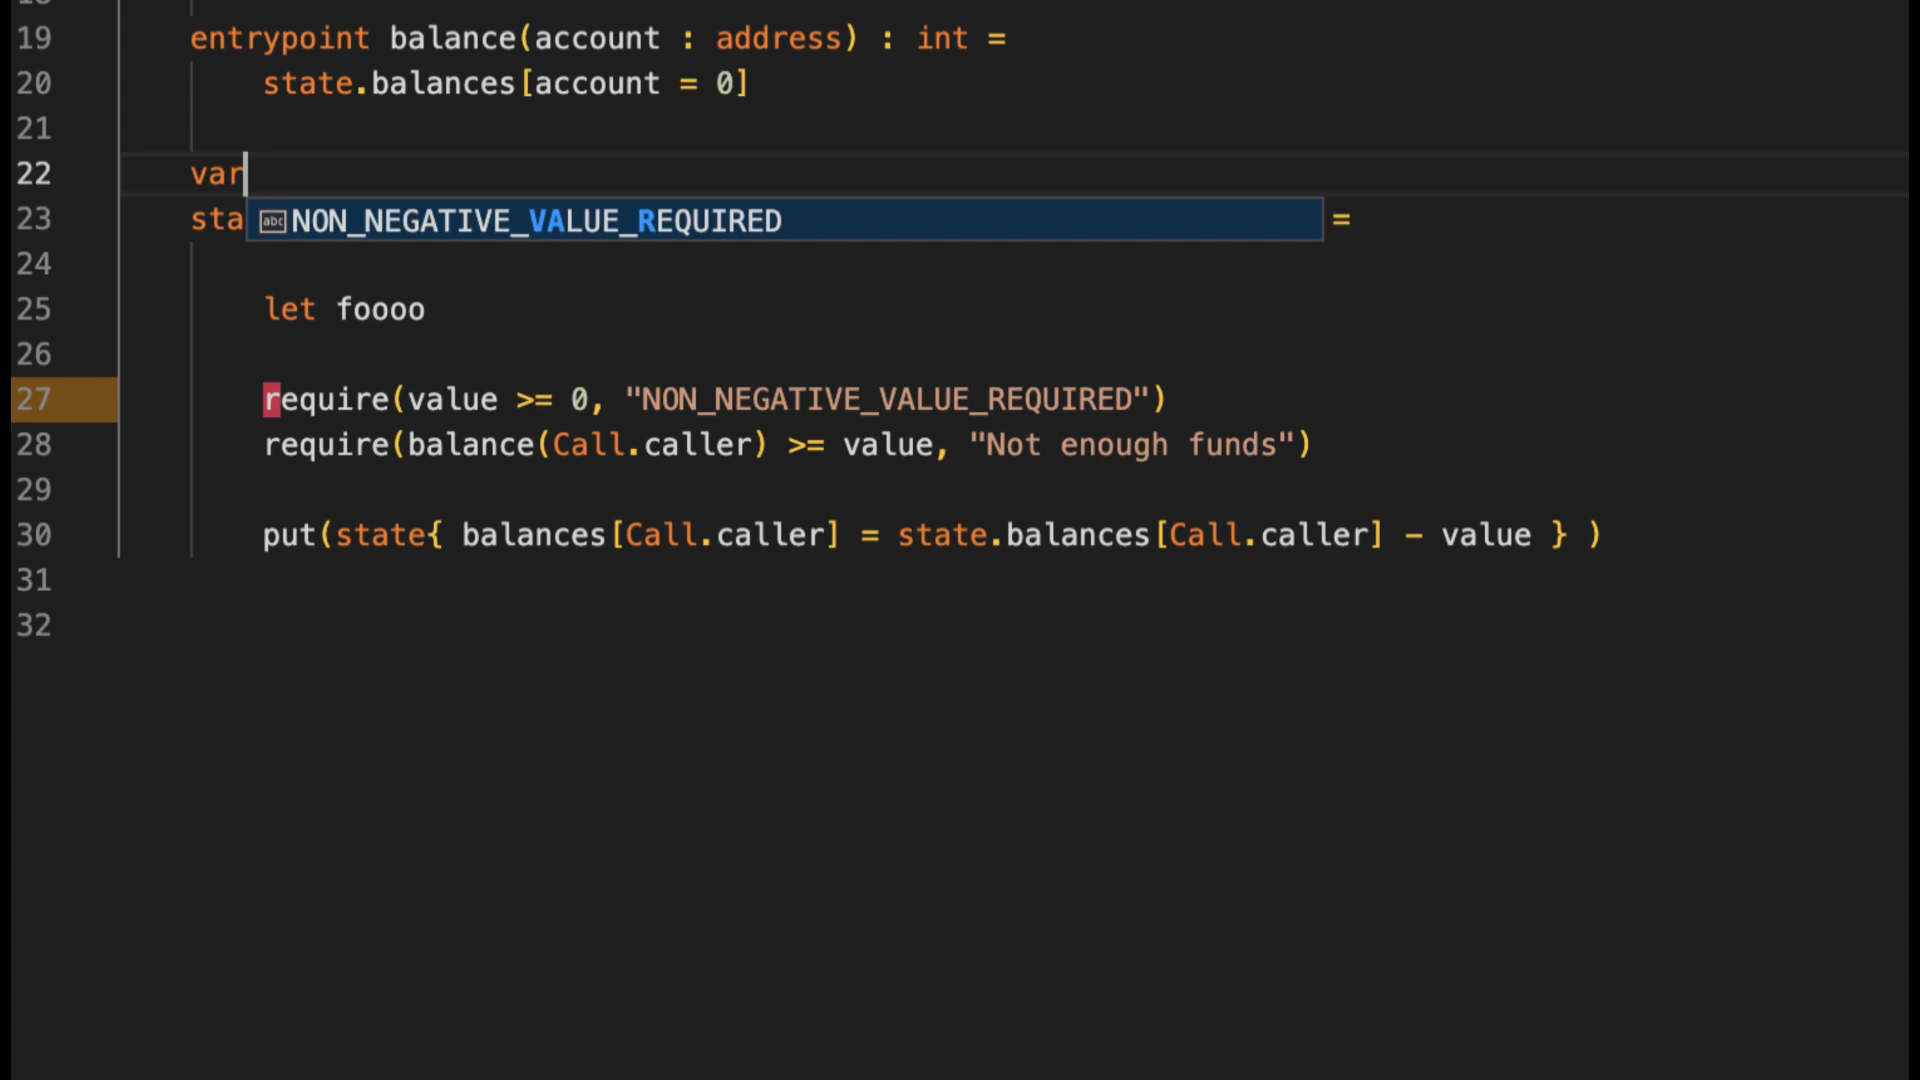 19 entrypoint balance(account : address) : int =
20 state.balances[account = 0]
21
22 var
23 sta NON_NEGATIVE_VALUE_REQUIRED =
24
25 let foooo
26
27 require(value >= 0, "NON_NEGATIVE_VALUE_REQUIRED")
28 require(balance(Call.caller) >= value, "Not enough funds")
29
30 put(state{ balances[Call.caller] = state.balances[Call.caller] - value } )
31
32